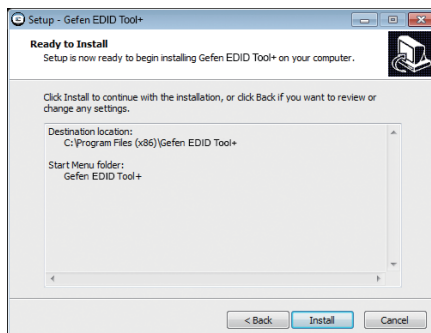 Setup - Gefen EDID Tool+
Ready to Install
Setup is now ready to begin installing Gefen EDID Tool+ on your computer.
Click Install to continue with the installation, or click Back if you want to review or
change any settings.
Destination location:
C:\Program Files (x86)\Gefen EDID Tool+
Start Menu folder:
Gefen EDID Tool+
< Back
Install
Cancel